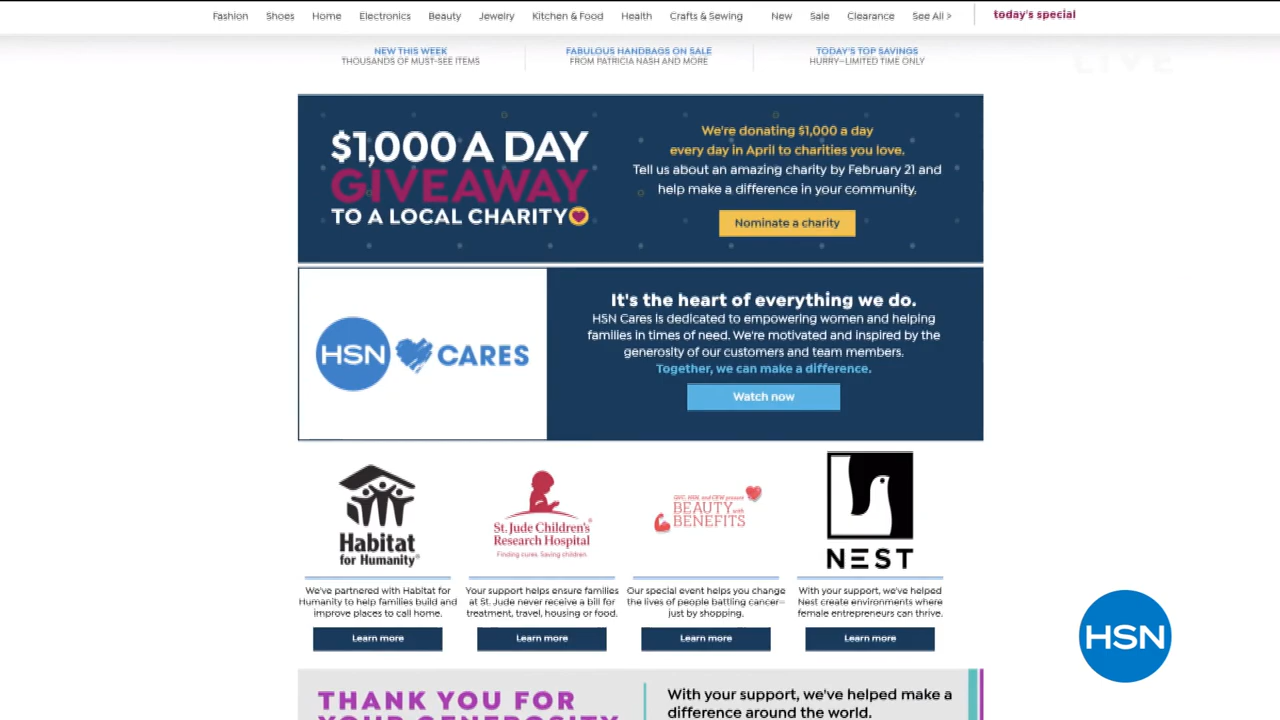 Fashion Shoes Home Electronics Beauty Jewelry Kitchen & Food Health Crafts & Sewing New Sale Clearance See All > today's special
NEW THIS WEEK
THOUSANDS OF MUST-SEE ITEMS
FABULOUS HANDBAGS ON SALE
FROM PATRICIA NASH AND MORE
TODAY'S TOP SAVINGS
HURRY—LIMITED TIME ONLY
LIVE
$1,000 A DAY
GIVEAWAY
TO A LOCAL CHARITY
We're donating $1,000 a day
every day in April to charities you love.
Tell us about an amazing charity by February 21 and
help make a difference in your community.
Nominate a charity
HSN CARES
It's the heart of everything we do.
HSN Cares is dedicated to empowering women and helping
families in times of need. We're motivated and inspired by the
generosity of our customers and team members.
Together, we can make a difference.
Watch now
Habitat
for Humanity®
We've partnered with Habitat for
Humanity to help families build and
improve places to call home.
Learn more
St. Jude Children's
Research Hospital®
Finding cures. Saving children.
Your support helps ensure families
at St. Jude never receive a bill for
treatment, travel, housing or food.
Learn more
QVC, HSN, and CEW present
BEAUTY with
BENEFITS
Our special event helps you change
the lives of people battling cancer—
just by shopping.
Learn more
NEST
With your support, we've helped
Nest create environments where
female entrepreneurs can thrive.
Learn more
HSN
THANK YOU FOR
YOUR GENEROSITY
With your support, we've helped make a
difference around the world.